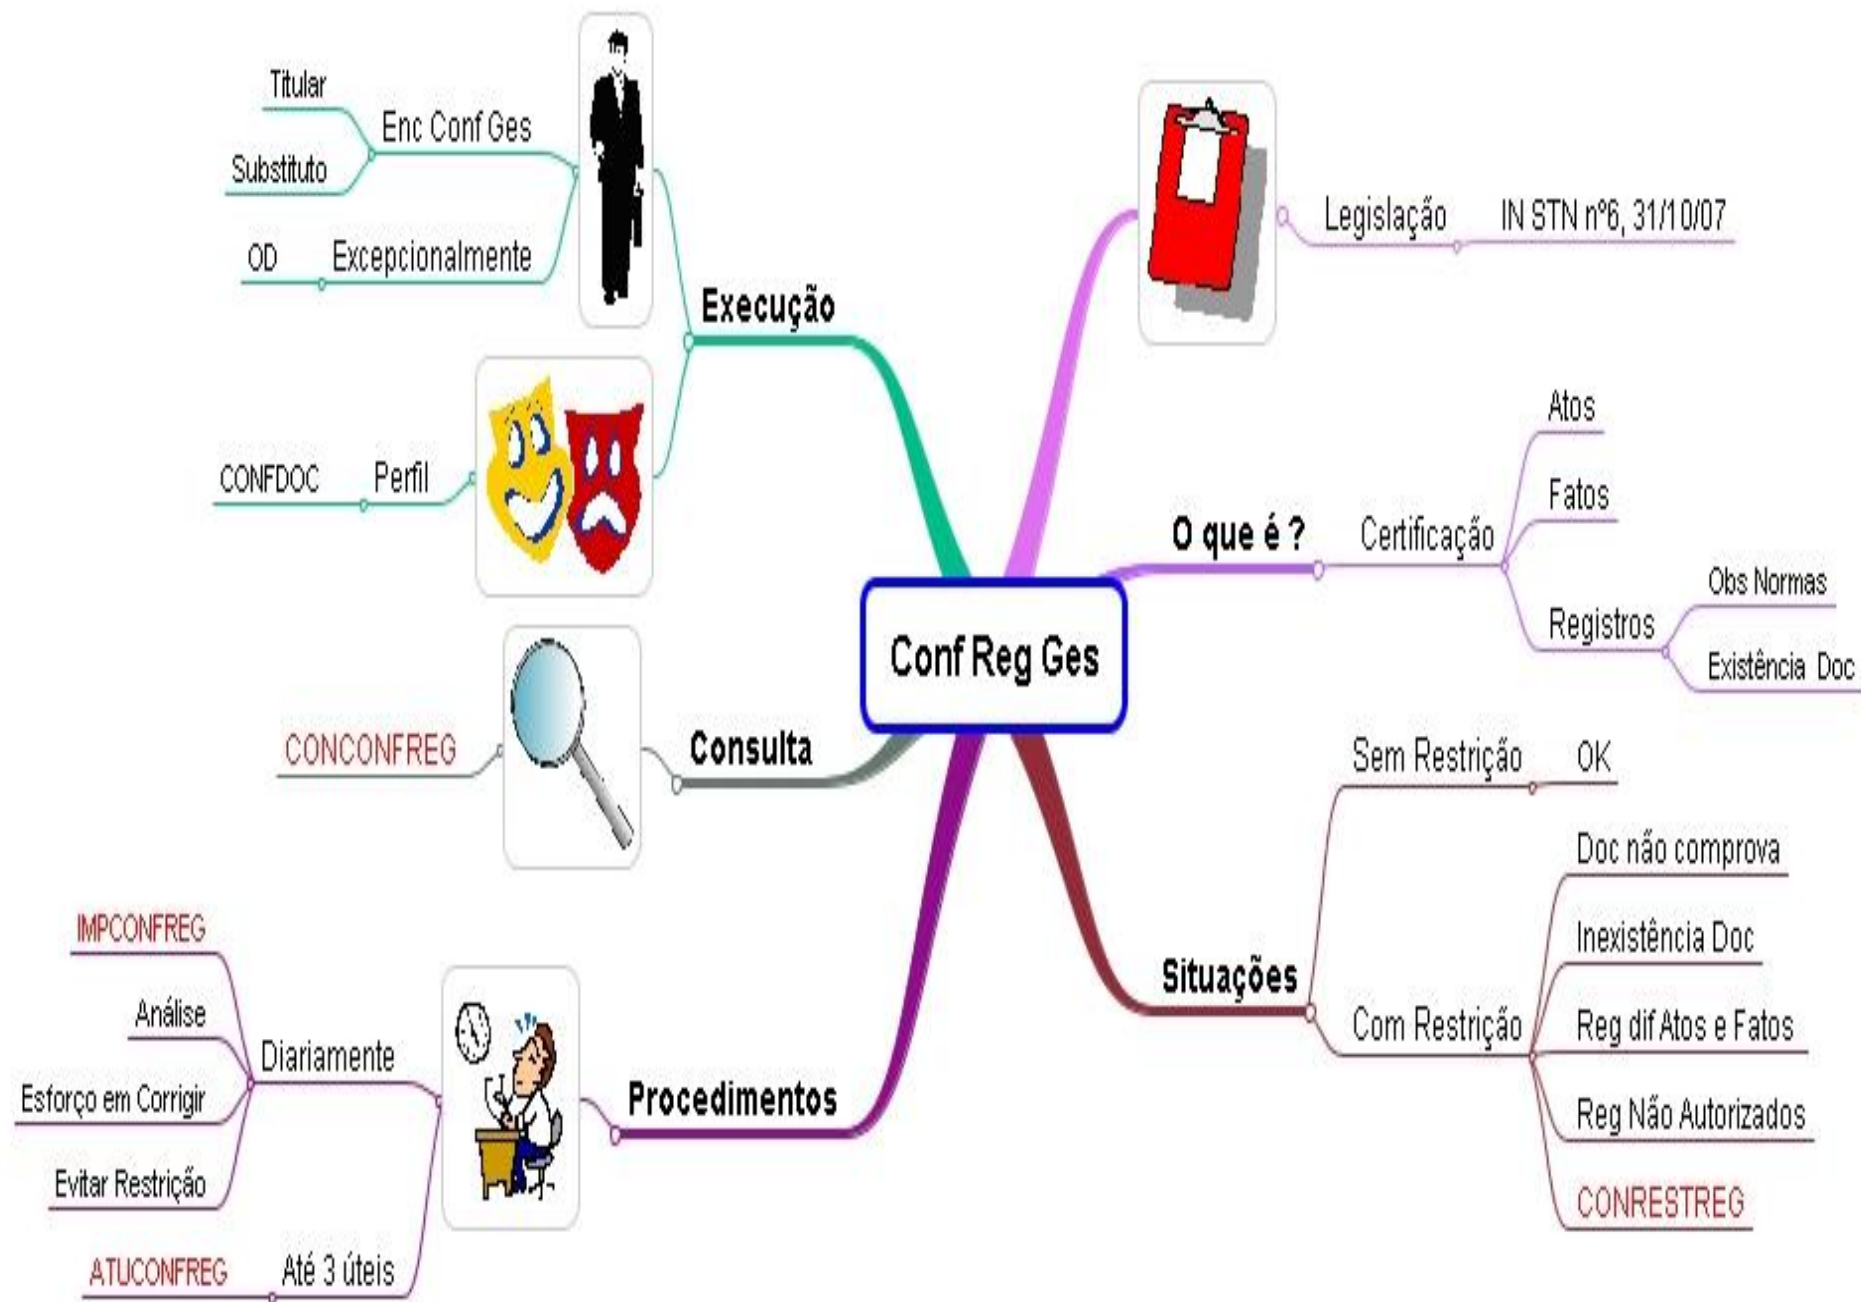 Conf Reg Ges
Legislação
IN STN nº6, 31/10/07
O que é ?
Certificação
Atos
Fatos
Registros
Obs Normas
Existência Doc
Situações
Sem Restrição
OK
Com Restrição
Doc não comprova
Inexistência Doc
Reg dif Atos e Fatos
Reg Não Autorizados
CONRESTREG
Execução
Enc Conf Ges
Titular
Substituto
Excepcionalmente
OD
Perfil
CONFDOC
Consulta
CONCONFREG
Procedimentos
Diariamente
IMPCONFREG
Análise
Esforço em Corrigir
Evitar Restrição
Até 3 úteis
ATUCONFREG